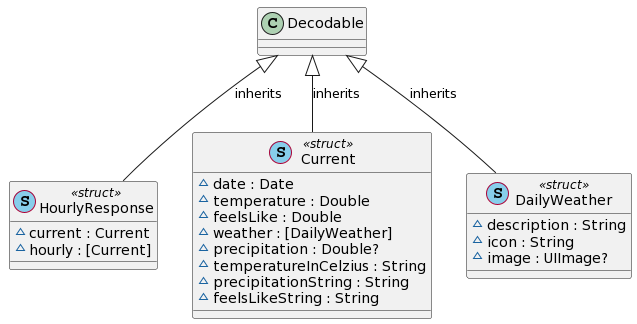 C Decodable
inherits
inherits
inherits
S «struct»
HourlyResponse
~ current : Current
~ hourly : [Current]
S «struct»
Current
~ date : Date
~ temperature : Double
~ feelsLike : Double
~ weather : [DailyWeather]
~ precipitation : Double?
~ temperatureInCelzius : String
~ precipitationString : String
~ feelsLikeString : String
S «struct»
DailyWeather
~ description : String
~ icon : String
~ image : UIImage?